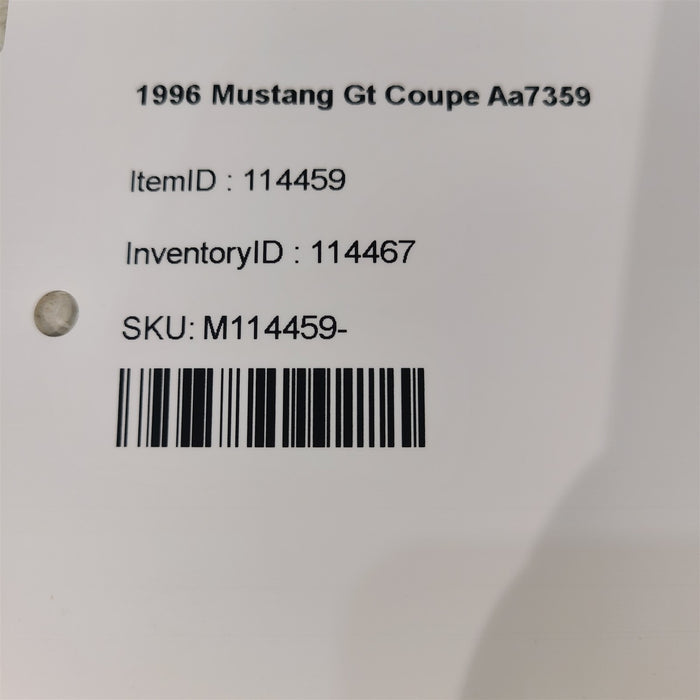 1996 Mustang Gt Coupe Aa7359
ItemID : 114459
InventoryID : 114467
SKU: M114459-